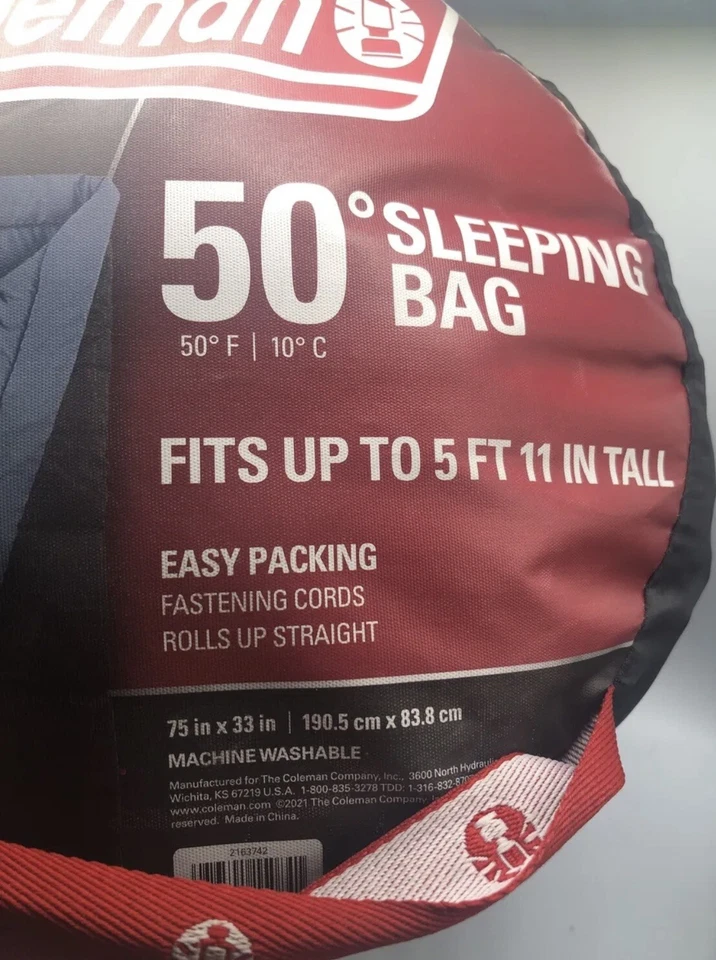 50° SLEEPING
BAG
50° F | 10° C
FITS UP TO 5 FT 11 IN TALL
EASY PACKING
FASTENING CORDS
ROLLS UP STRAIGHT
75 in x 33 in | 190.5 cm x 83.8 cm
MACHINE WASHABLE
Manufactured for The Coleman Company, Inc., 3600 North
Wichita, KS 67219 U.S.A. 1-800-835-3278 TDD:
www.coleman.com ©2021 The Coleman Company,
reserved. Made in China.
2163742